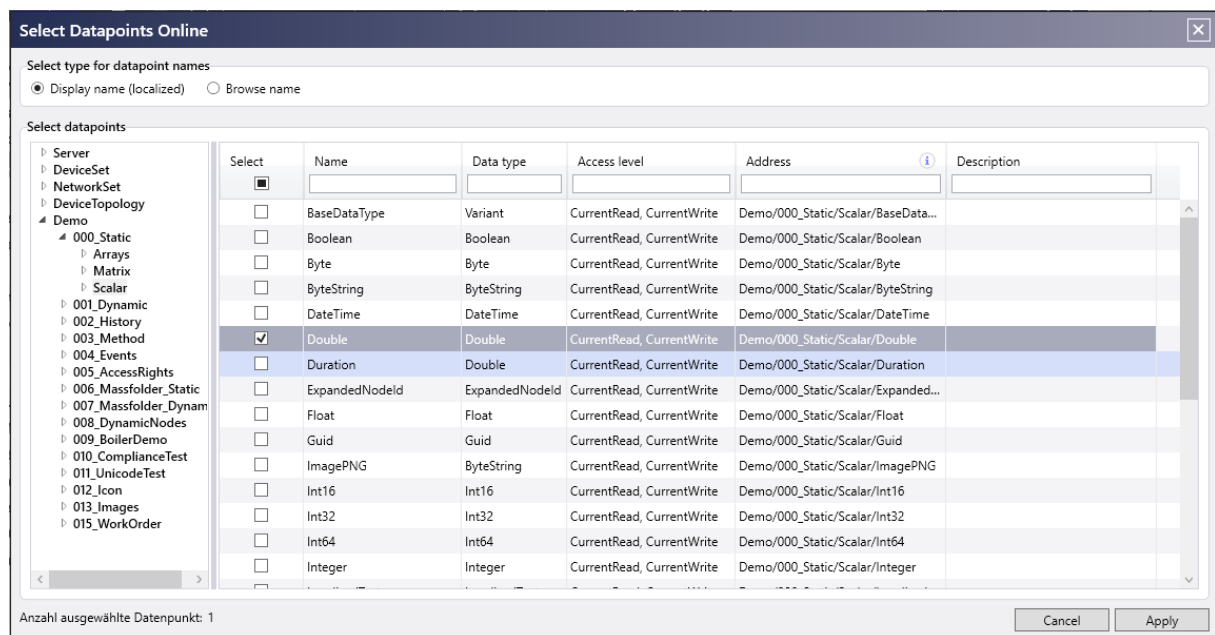 Select Datapoints Online
Select type for datapoint names
Display name (localized) Browse name
Select datapoints
Server
DeviceSet
NetworkSet
DeviceTopology
Demo
000_Static
Arrays
Matrix
Scalar
001_Dynamic
002_History
003_Method
004_Events
005_AccessRights
006_Massfolder_Static
007_Massfolder_Dynam
008_DynamicNodes
009_BoilerDemo
010_ComplianceTest
011_UnicodeTest
012_Icon
013_Images
015_WorkOrder
Select Name Data type Access level Address i Description
BaseDataType Variant CurrentRead, CurrentWrite Demo/000_Static/Scalar/BaseData...
Boolean Boolean CurrentRead, CurrentWrite Demo/000_Static/Scalar/Boolean
Byte Byte CurrentRead, CurrentWrite Demo/000_Static/Scalar/Byte
ByteString ByteString CurrentRead, CurrentWrite Demo/000_Static/Scalar/ByteString
DateTime DateTime CurrentRead, CurrentWrite Demo/000_Static/Scalar/DateTime
Double Double CurrentRead, CurrentWrite Demo/000_Static/Scalar/Double
Duration Double CurrentRead, CurrentWrite Demo/000_Static/Scalar/Duration
ExpandedNodeId ExpandedNodeId CurrentRead, CurrentWrite Demo/000_Static/Scalar/Expanded...
Float Float CurrentRead, CurrentWrite Demo/000_Static/Scalar/Float
Guid Guid CurrentRead, CurrentWrite Demo/000_Static/Scalar/Guid
ImagePNG ByteString CurrentRead, CurrentWrite Demo/000_Static/Scalar/ImagePNG
Int16 Int16 CurrentRead, CurrentWrite Demo/000_Static/Scalar/Int16
Int32 Int32 CurrentRead, CurrentWrite Demo/000_Static/Scalar/Int32
Int64 Int64 CurrentRead, CurrentWrite Demo/000_Static/Scalar/Int64
Integer Integer CurrentRead, CurrentWrite Demo/000_Static/Scalar/Integer
Anzahl ausgewählte Datenpunkt: 1
Cancel Apply